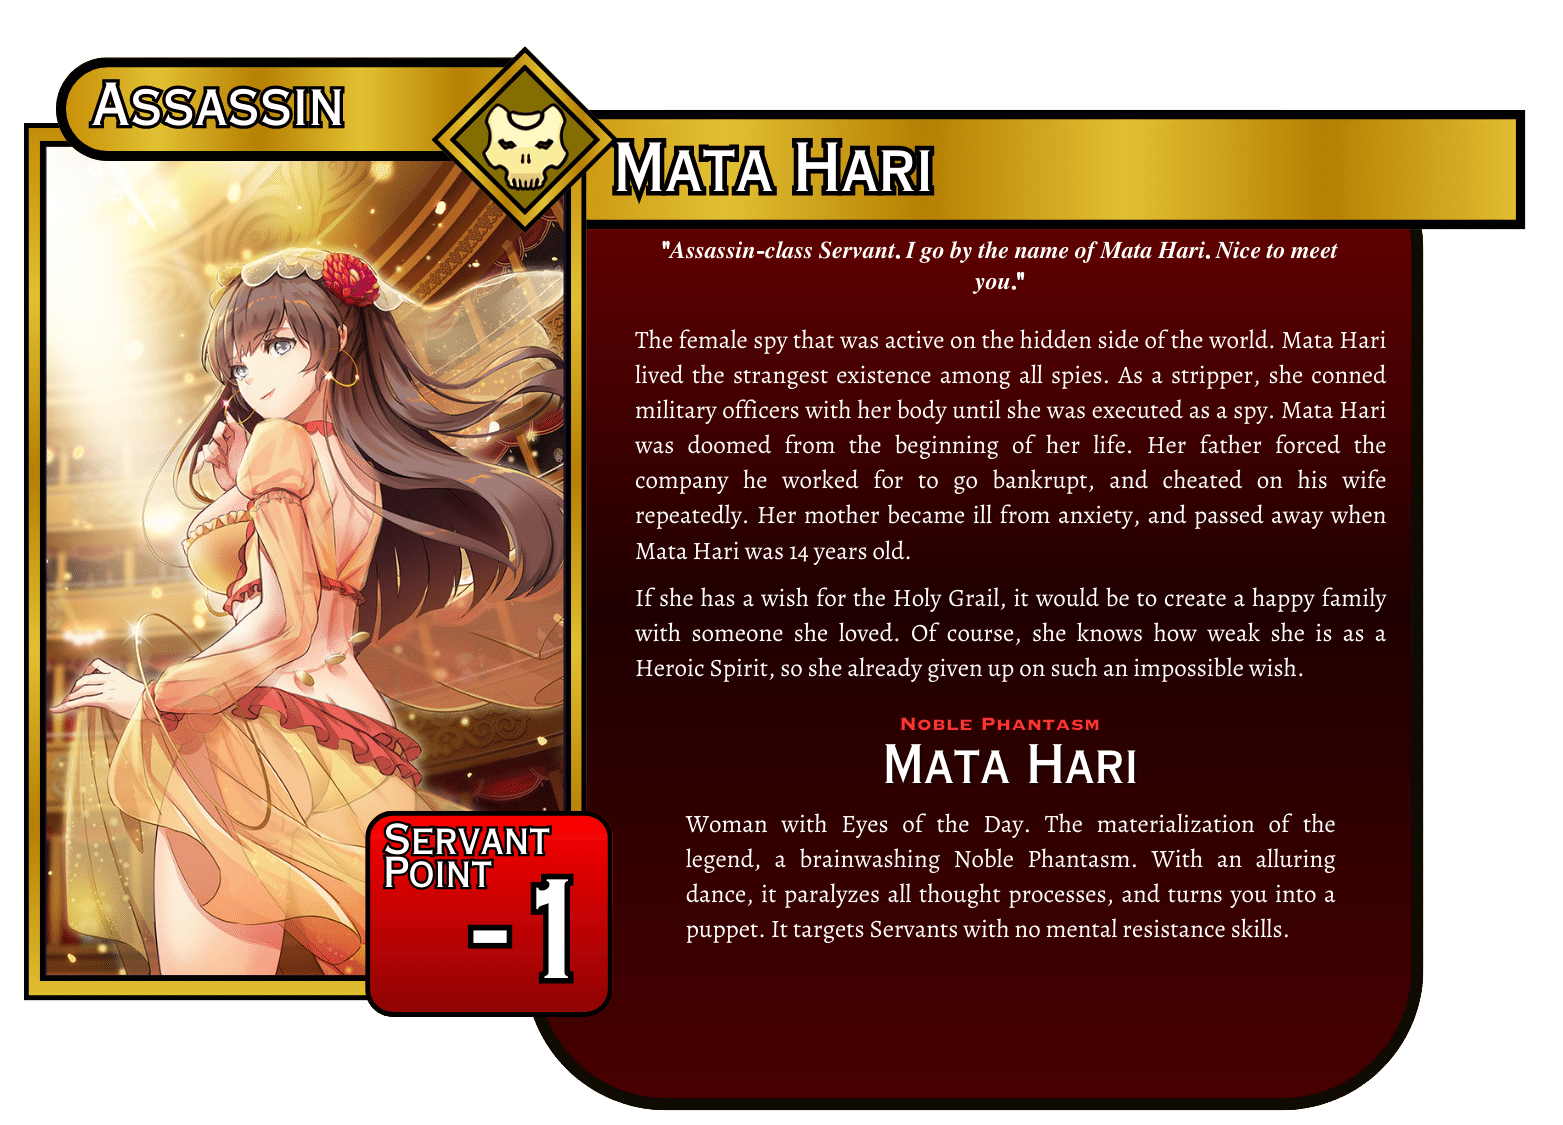 Assassin
Mata Hari
"Assassin-class Servant. I go by the name of Mata Hari. Nice to meet
you."
The female spy that was active on the hidden side of the world. Mata Hari
lived the strangest existence among all spies. As a stripper, she conned
military officers with her body until she was executed as a spy. Mata Hari
was doomed from the beginning of her life. Her father forced the
company he worked for to go bankrupt, and cheated on his wife
repeatedly. Her mother became ill from anxiety, and passed away when
Mata Hari was 14 years old.
If she has a wish for the Holy Grail, it would be to create a happy family
with someone she loved. Of course, she knows how weak she is as a
Heroic Spirit, so she already given up on such an impossible wish.
Noble Phantasm
Mata Hari
Woman with Eyes of the Day. The materialization of the
legend, a brainwashing Noble Phantasm. With an alluring
dance, it paralyzes all thought processes, and turns you into a
puppet. It targets Servants with no mental resistance skills.
Servant
Point
-1